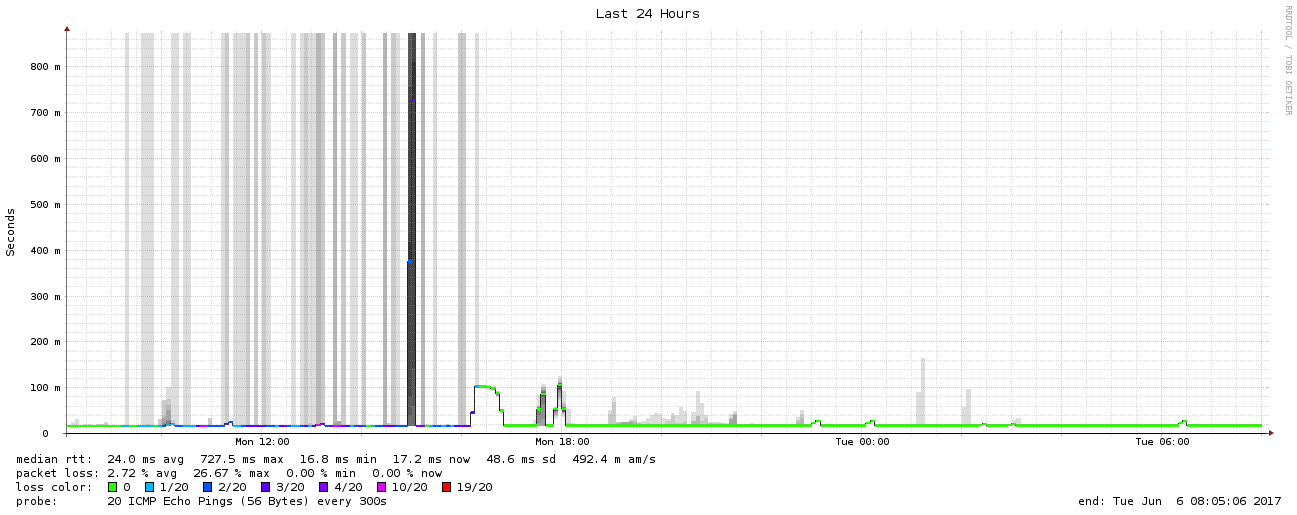 Last 24 Hours
RRDTOOL / TOBI OETIKER
Seconds
800 m
700 m
600 m
500 m
400 m
300 m
200 m
100 m
0
Mon 12:00 Mon 18:00 Tue 00:00 Tue 06:00
median rtt: 24.0 ms avg 727.5 ms max 16.8 ms min 17.2 ms now 48.6 ms sd 492.4 m am/s
packet loss: 2.72 % avg 26.67 % max 0.00 % min 0.00 % now
loss color: 0 1/20 2/20 3/20 4/20 10/20 19/20
probe: 20 ICMP Echo Pings (56 Bytes) every 300s end: Tue Jun 6 08:05:06 2017